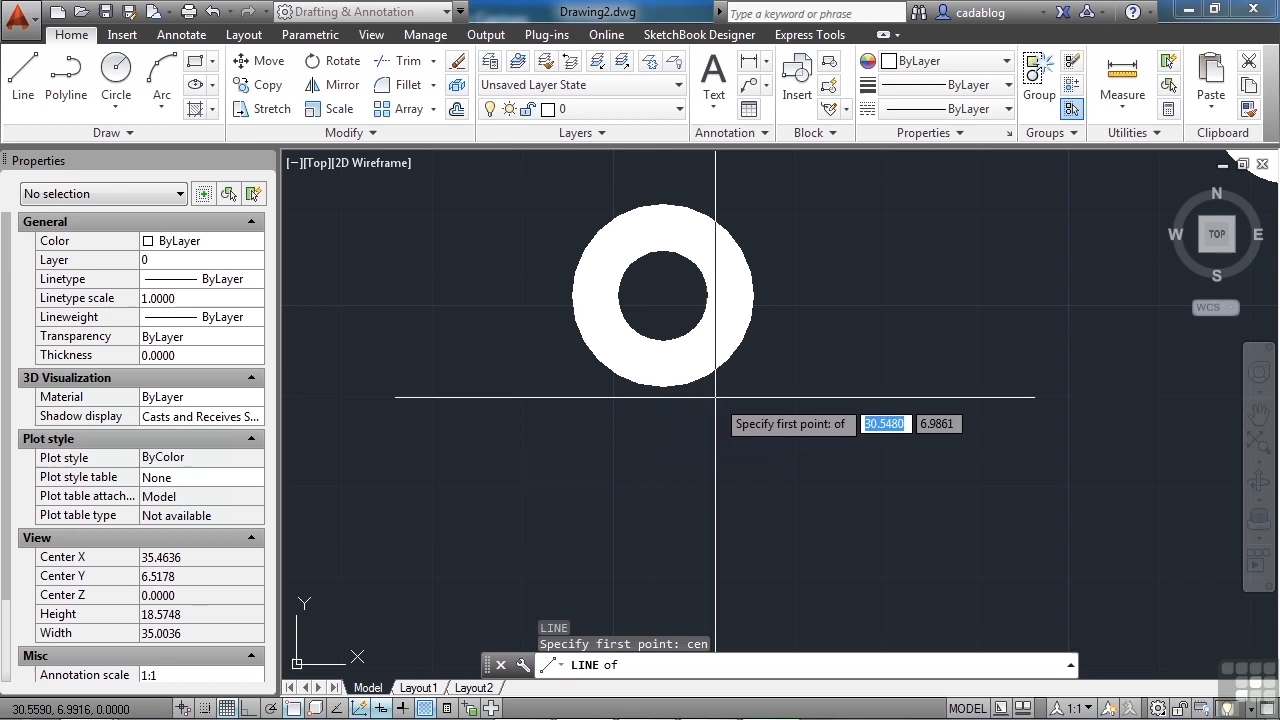 Drafting & Annotation
Drawing2.dwg
Type a keyword or phrase
cadablog
Home Insert Annotate Layout Parametric View Manage Output Plug-ins Online SketchBook Designer Express Tools
Line Polyline Circle Arc
Move Rotate Trim
Copy Mirror Fillet
Stretch Scale Array
Unsaved Layer State
0
Text
Insert
ByLayer
ByLayer
ByLayer
Group
Measure
Paste
Draw Modify Layers Annotation Block Properties Groups Utilities Clipboard
Properties
No selection
General
Color ByLayer
Layer 0
Linetype ByLayer
Linetype scale 1.0000
Lineweight ByLayer
Transparency ByLayer
Thickness 0.0000
3D Visualization
Material ByLayer
Shadow display Casts and Receives S...
Plot style
Plot style ByColor
Plot style table None
Plot table attach... Model
Plot table type Not available
View
Center X 35.4636
Center Y 6.5178
Center Z 0.0000
Height 18.5748
Width 35.0036
Misc
Annotation scale 1:1
[−][Top][2D Wireframe]
N
W TOP E
S
WCS
Specify first point: of 30.5480 6.9861
Y
X
LINE
Specify first point: cen
LINE of
Model Layout1 Layout2
30.5590, 6.9916, 0.0000
MODEL
1:1